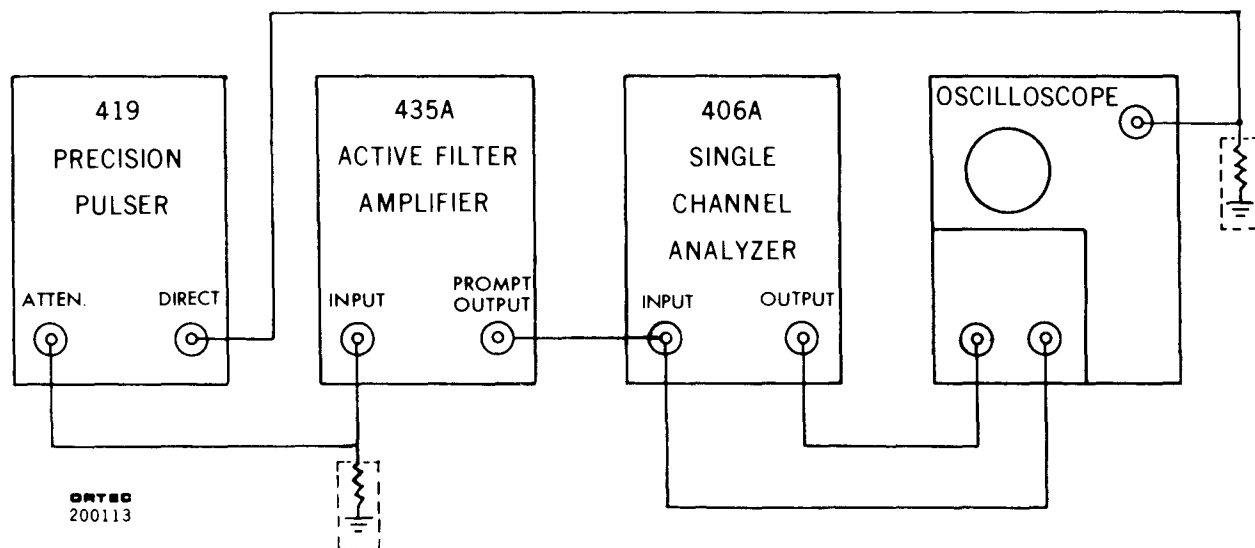 419
PRECISION
PULSER
ATTEN.
DIRECT
435A
ACTIVE FILTER
AMPLIFIER
INPUT
PROMPT
OUTPUT
406A
SINGLE
CHANNEL
ANALYZER
INPUT
OUTPUT
OSCILLOSCOPE
ORTEC
200113